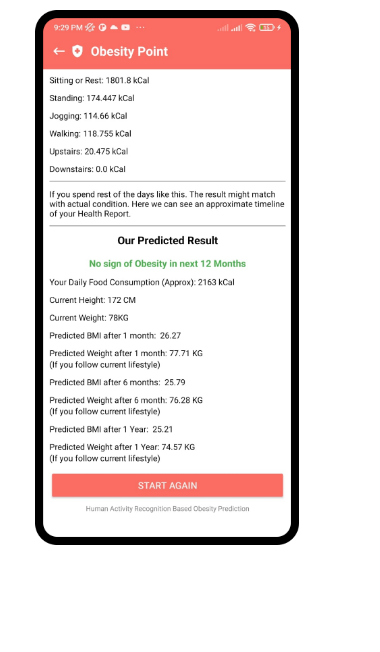 9:29 PM
Obesity Point
Sitting or Rest: 1801.8 kCal
Standing: 174.447 kCal
Jogging: 114.66 kCal
Walking: 118.755 kCal
Upstairs: 20.475 kCal
Downstairs: 0.0 kCal
If you spend rest of the days like this. The result might match
with actual condition. Here we can see an approximate timeline
of your Health Report.
Our Predicted Result
No sign of Obesity in next 12 Months
Your Daily Food Consumption (Approx): 2163 kCal
Current Height: 172 CM
Current Weight: 78KG
Predicted BMI after 1 month:  26.27
Predicted Weight after 1 month: 77.71 KG
(If you follow current lifestyle)
Predicted BMI after 6 months:  25.79
Predicted Weight after 6 month: 76.28 KG
(If you follow current lifestyle)
Predicted BMI after 1 Year:  25.21
Predicted Weight after 1 Year: 74.57 KG
(If you follow current lifestyle)
START AGAIN
Human Activity Recognition Based Obesity Prediction